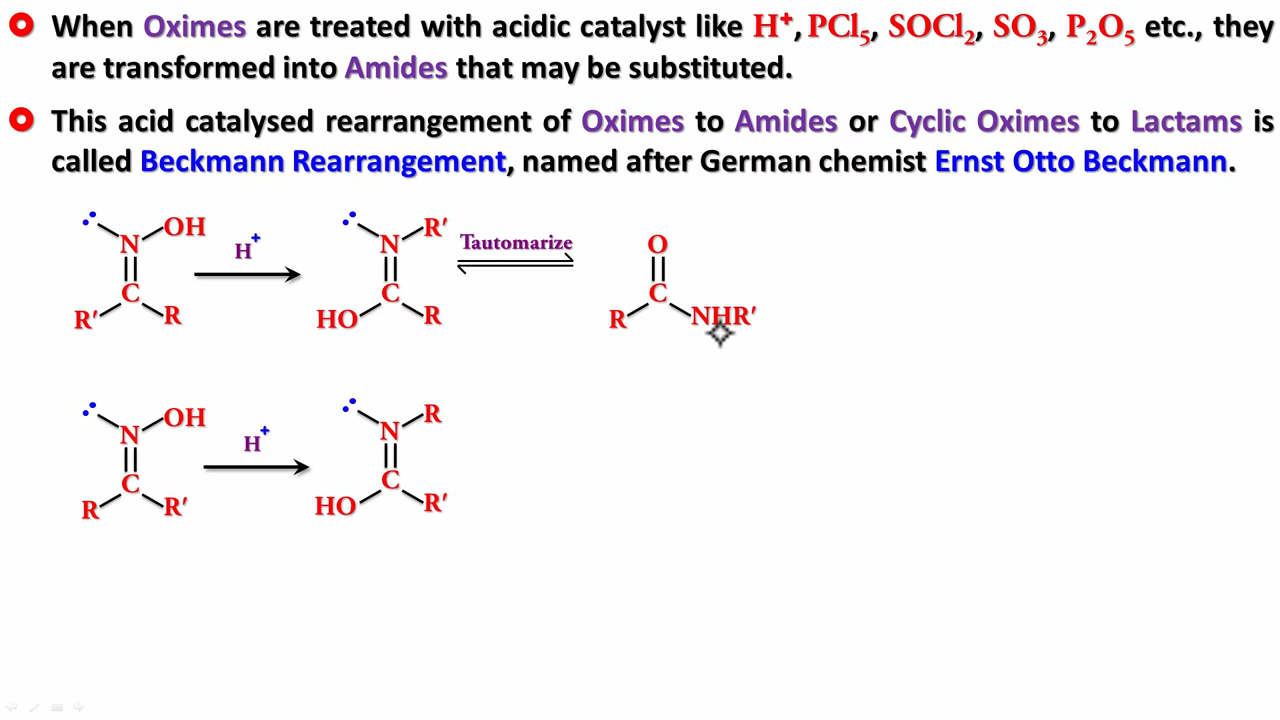 When Oximes are treated with acidic catalyst like H⁺, PCl₅, SOCl₂, SO₃, P₂O₅ etc., they
are transformed into Amides that may be substituted.
This acid catalysed rearrangement of Oximes to Amides or Cyclic Oximes to Lactams is
called Beckmann Rearrangement, named after German chemist Ernst Otto Beckmann.
N OH
C
R′ R
H⁺
N R′
C
HO R
Tautomarize
O
C
R NHR′
N OH
C
R R′
H⁺
N R
C
HO R′